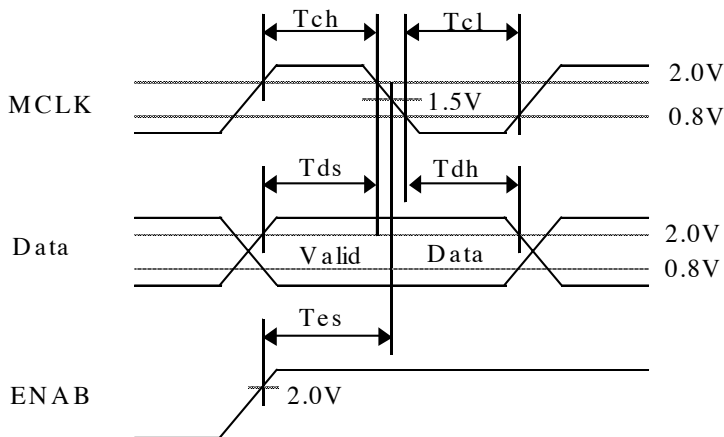 Tch Tcl
2.0V
MCLK 1.5V
0.8V
Tds Tdh
Data 2.0V
Valid Data
0.8V
Tes
ENAB 2.0V